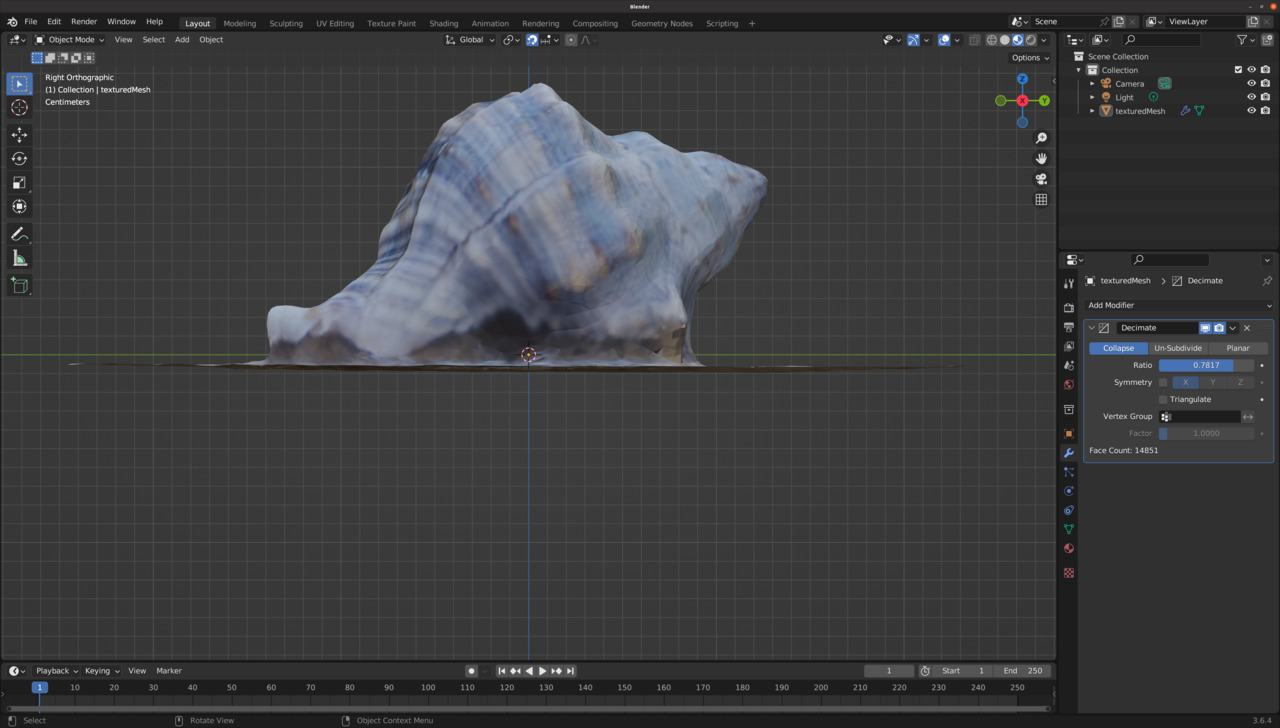 Blender
File Edit Render Window Help Layout Modeling Sculpting UV Editing Texture Paint Shading Animation Rendering Compositing Geometry Nodes Scripting + Scene ViewLayer
Object Mode View Select Add Object Global
Options
Right Orthographic
(1) Collection | texturedMesh
Centimeters
Z
X
Y
Scene Collection
Collection
Camera
Light
texturedMesh
texturedMesh > Decimate
Add Modifier
Decimate
Collapse Un-Subdivide Planar
Ratio 0.7817
Symmetry X Y Z
Triangulate
Vertex Group
Factor 1.0000
Face Count: 14851
Playback Keying View Marker 1 Start 1 End 250
1 10 20 30 40 50 60 70 80 90 100 110 120 130 140 150 160 170 180 190 200 210 220 230 240 250
Select Rotate View Object Context Menu 3.6.4